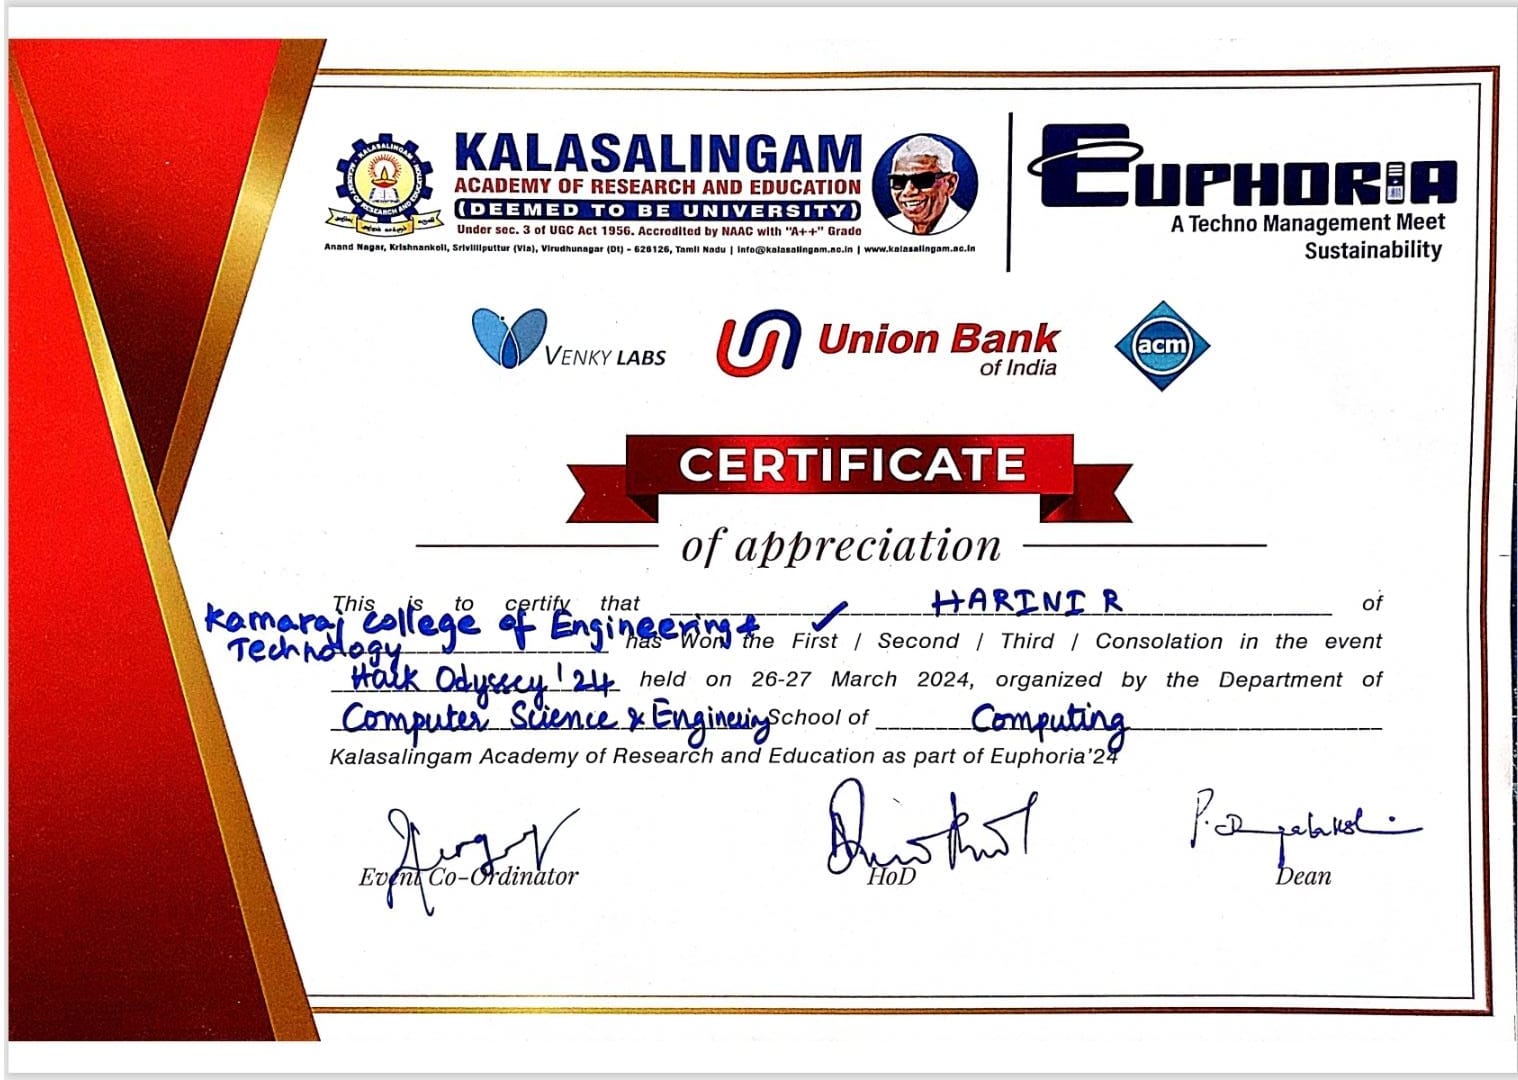 KALASALINGAM
ACADEMY OF RESEARCH AND EDUCATION
(DEEMED TO BE UNIVERSITY)
Under sec. 3 of UGC Act 1956. Accredited by NAAC with "A++" Grade
Anand Nagar, Krishnankoil, Srivilliputtur (Via), Virudhunagar (Dt) - 626126, Tamil Nadu | info@kalasalingam.ac.in | www.kalasalingam.ac.in
EUPHORIA
A Techno Management Meet
Sustainability
VENKY LABS
Union Bank
of India
acm
CERTIFICATE
of appreciation
This is to certify that HARINI R of
Kamaraj College of Engineering &
Technology has Won the First / Second / Third / Consolation in the event
Hack Odyssey '24 held on 26-27 March 2024, organized by the Department of
Computer Science & Engineering School of Computing
Kalasalingam Academy of Research and Education as part of Euphoria'24
Event Co-Ordinator
HoD
Dean